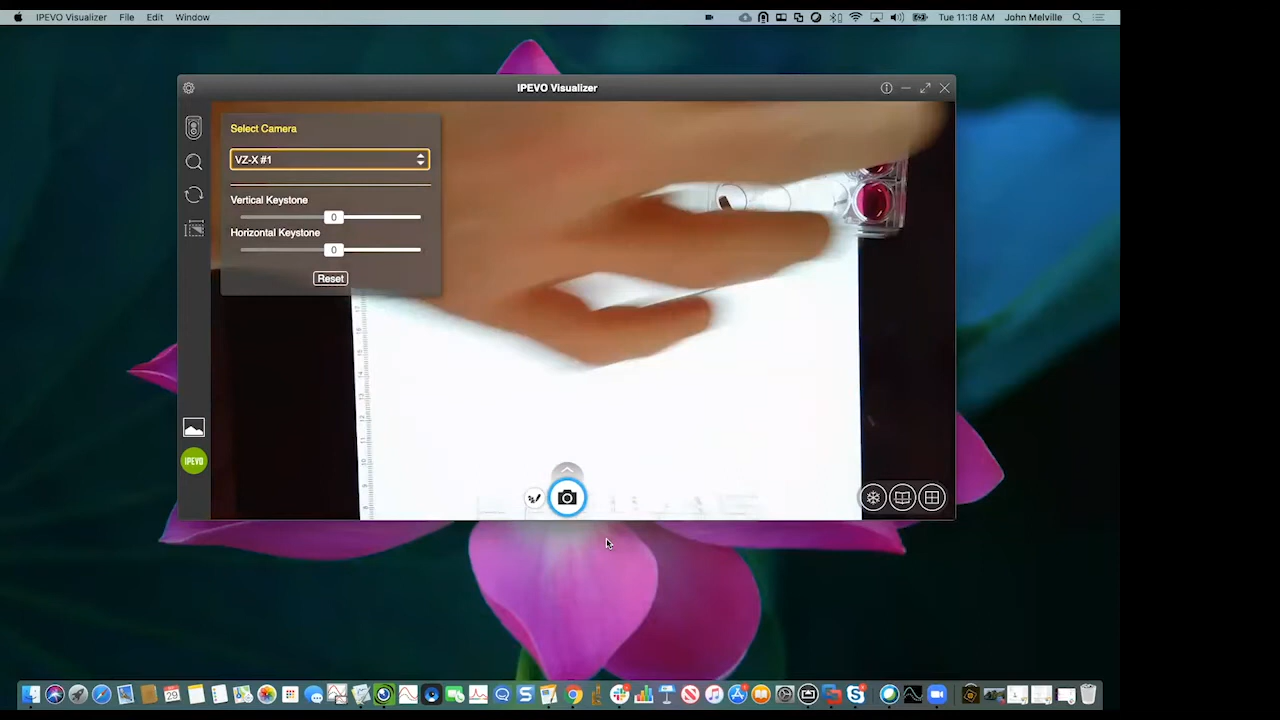 IPEVO Visualizer File Edit Window Tue 11:18 AM John Melville
IPEVO Visualizer
Select Camera
VZ-X #1
Vertical Keystone
0
Horizontal Keystone
0
Reset
IPEVO
29